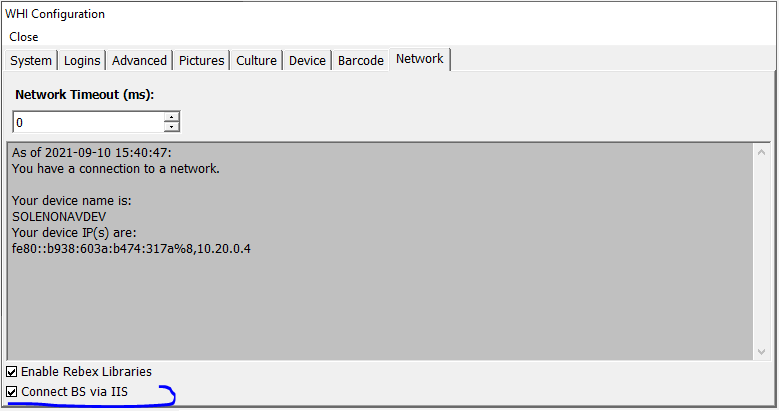 WHI Configuration
Close
System Logins Advanced Pictures Culture Device Barcode Network
Network Timeout (ms):
0
As of 2021-09-10 15:40:47:
You have a connection to a network.
Your device name is:
SOLENONAVDEV
Your device IP(s) are:
fe80::b938:603a:b474:317a%8,10.20.0.4
Enable Rebex Libraries
Connect BS via IIS